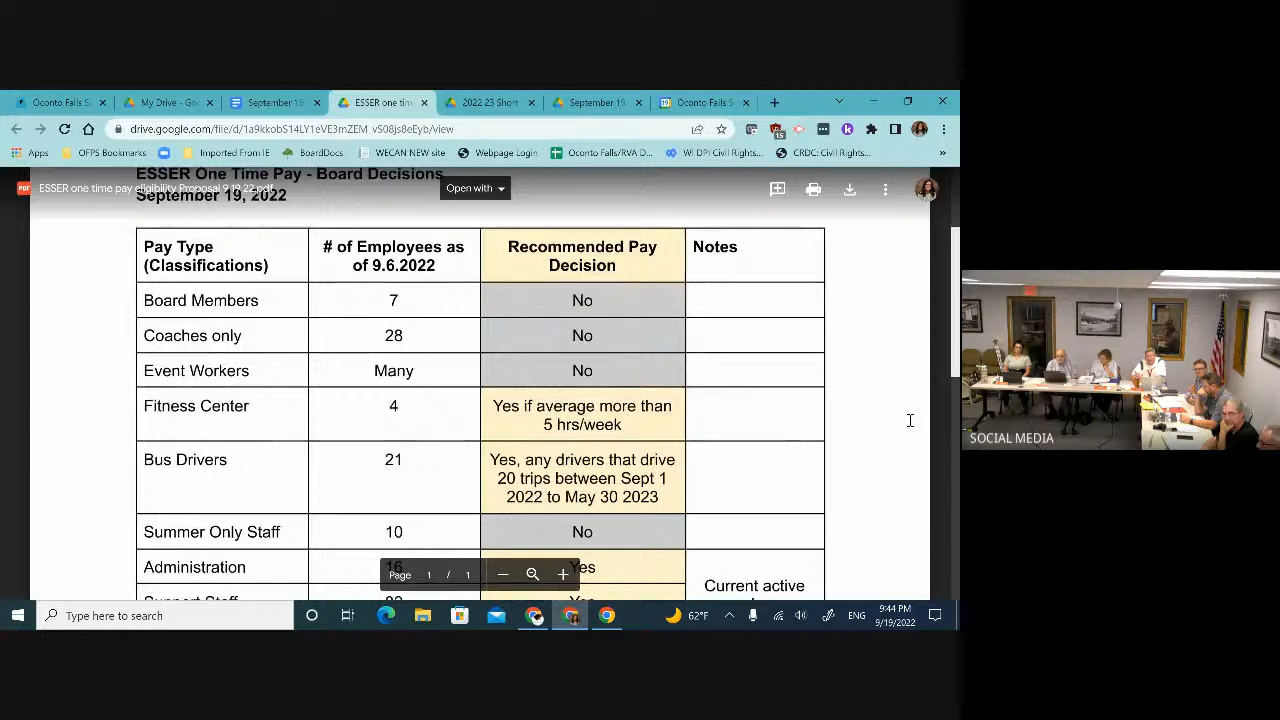 Oconto Falls S
My Drive - Goo
September 19
ESSER one tim
2022 23 Short
September 19
Oconto Falls S
drive.google.com/file/d/1a9kkobS14LY1eVE3mZEM_vS08js8eEyb/view
15
Apps
OFPS Bookmarks
Imported From IE
BoardDocs
WECAN NEW site
Webpage Login
Oconto Falls/RVA D...
WI DPI Civil Rights...
CRDC: Civil Rights...
»
ESSER One Time Pay - Board Decisions
PDF
ESSER one time pay eligibility Proposal 9 19 22.pdf
Open with
September 19, 2022
Pay Type
(Classifications)
# of Employees as
of 9.6.2022
Recommended Pay
Decision
Notes
Board Members
7
No
Coaches only
28
No
Event Workers
Many
No
Fitness Center
4
Yes if average more than
5 hrs/week
Bus Drivers
21
Yes, any drivers that drive
20 trips between Sept 1
2022 to May 30 2023
Summer Only Staff
10
No
Administration
16
Yes
Support Staff
Yes
Current active
Page 1 / 1
SOCIAL MEDIA
Type here to search
62°F
ENG
9:44 PM
9/19/2022